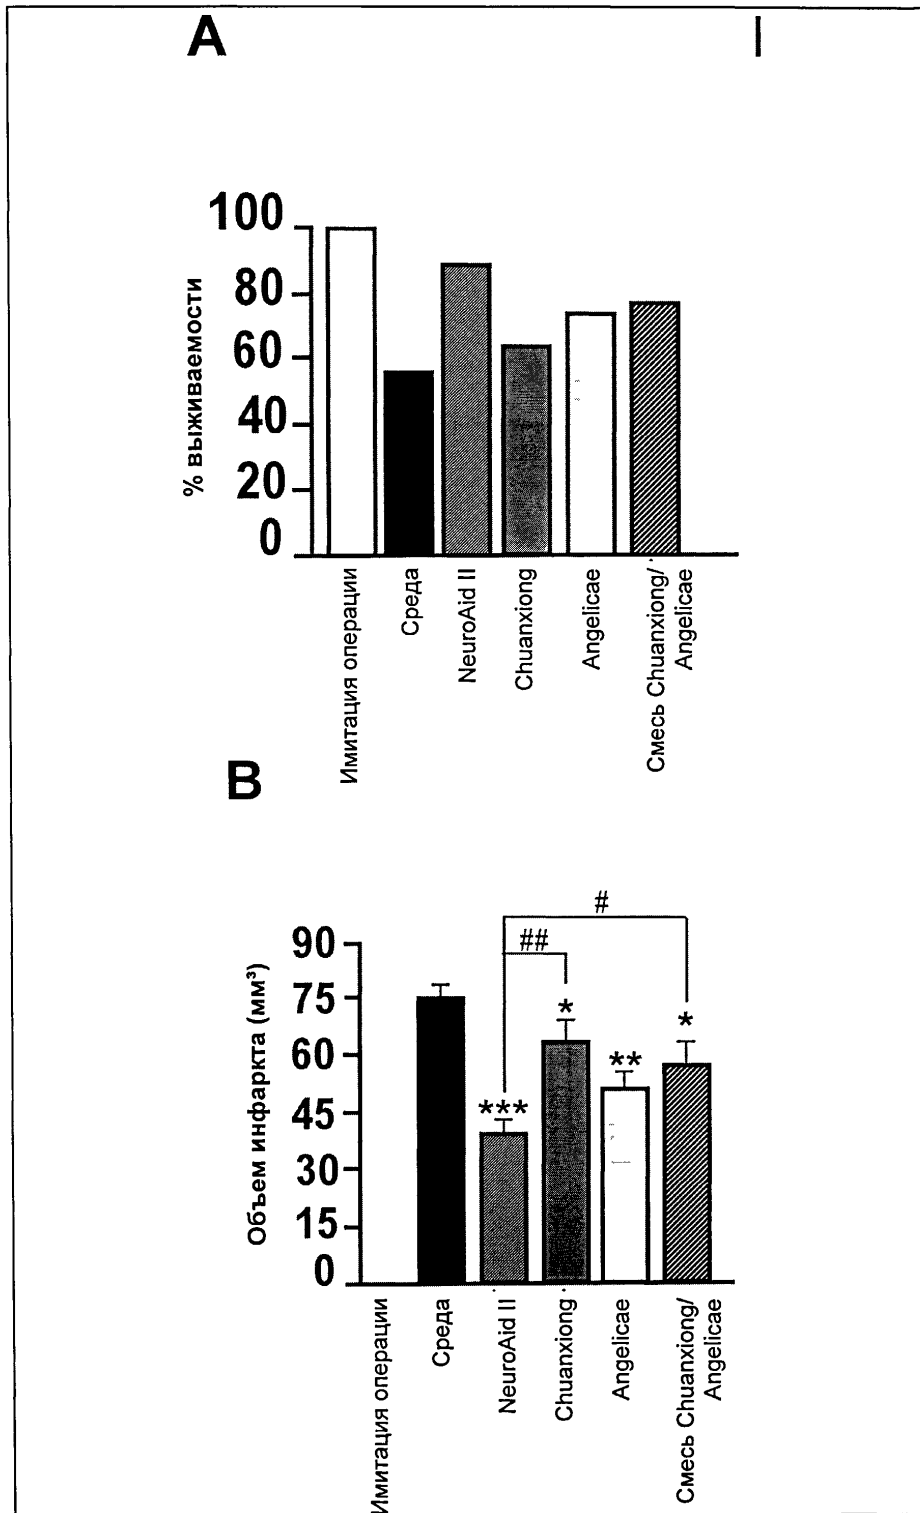 A
I
100
80
60
40
20
0
% выживаемости
Имитация операции
Среда
NeuroAid II
Chuanxiong
Angelicae
Смесь Chuanxiong/
Angelicae
B
#
##
90
75
60
45
30
15
0
Объем инфаркта (мм³)
***
*
**
*
Имитация операции
Среда
NeuroAid II
Chuanxiong
Angelicae
Смесь Chuanxiong/
Angelicae